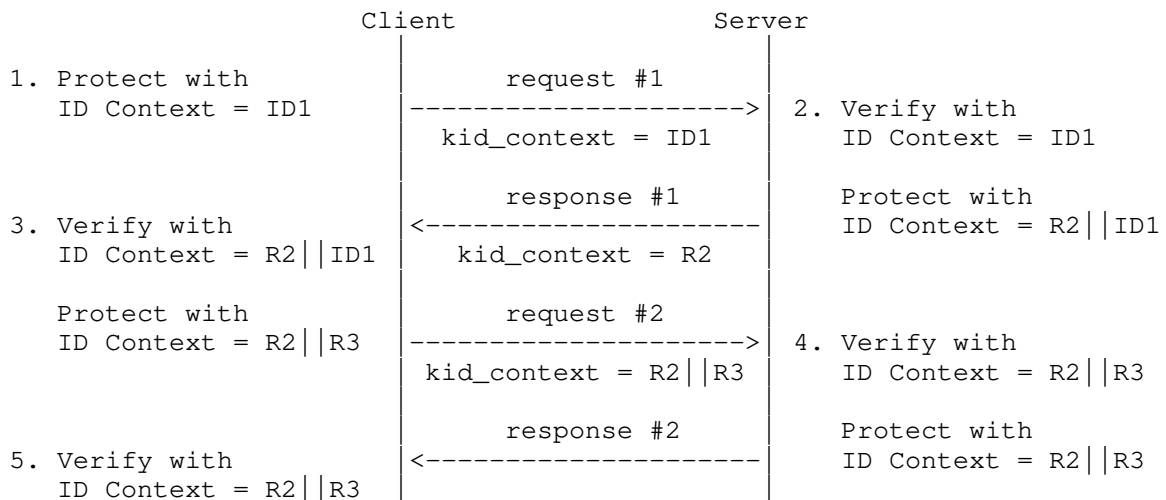 Client Server
1. Protect with request #1
ID Context = ID1 2. Verify with
kid_context = ID1 ID Context = ID1
response #1 Protect with
3. Verify with ID Context = R2||ID1
ID Context = R2||ID1 kid_context = R2
Protect with request #2
ID Context = R2||R3 4. Verify with
kid_context = R2||R3 ID Context = R2||R3
response #2 Protect with
5. Verify with ID Context = R2||R3
ID Context = R2||R3